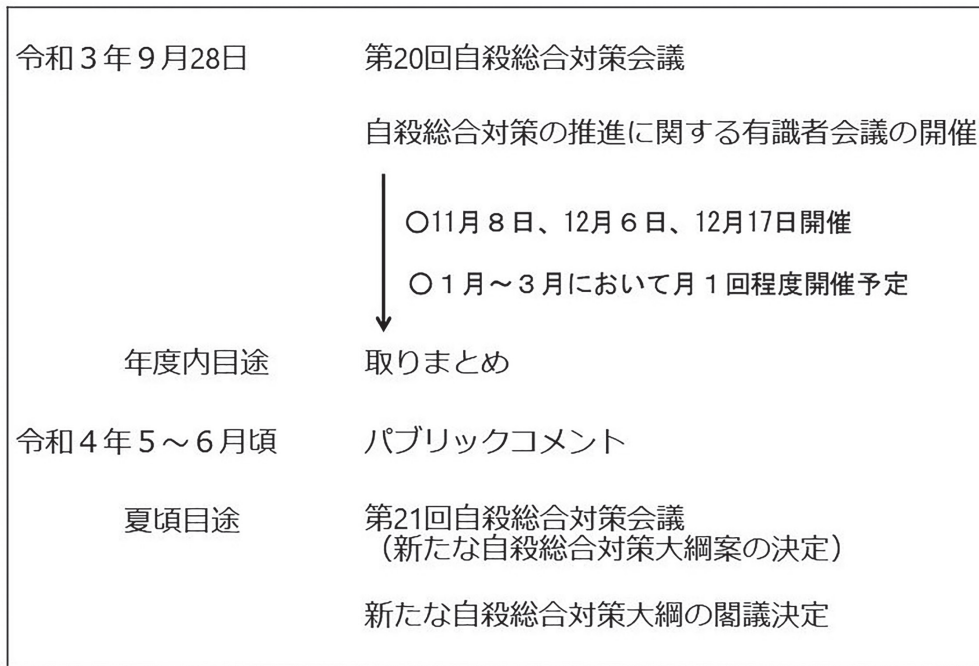 令和３年９月28日 第20回自殺総合対策会議
自殺総合対策の推進に関する有識者会議の開催
○11月８日、12月６日、12月17日開催
○１月～３月において月１回程度開催予定
年度内目途 取りまとめ
令和４年５～６月頃 パブリックコメント
夏頃目途 第21回自殺総合対策会議
（新たな自殺総合対策大綱案の決定）
新たな自殺総合対策大綱の閣議決定